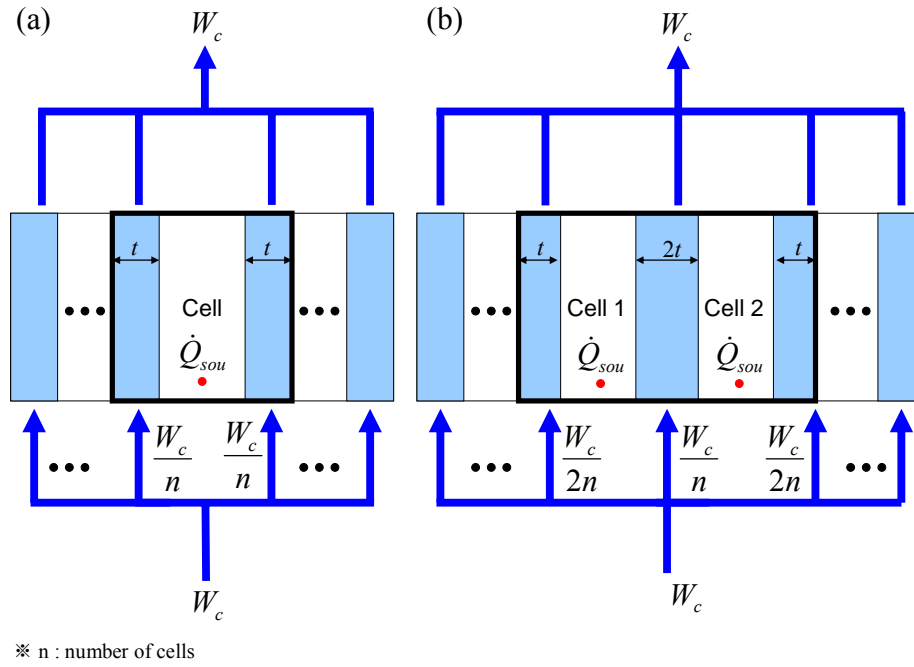 (a)
W_c
t
t
Cell
Q̇_sou
W_c/n
W_c/n
W_c
(b)
W_c
t
2t
t
Cell 1
Cell 2
Q̇_sou
Q̇_sou
W_c/2n
W_c/n
W_c/2n
W_c
※ n : number of cells